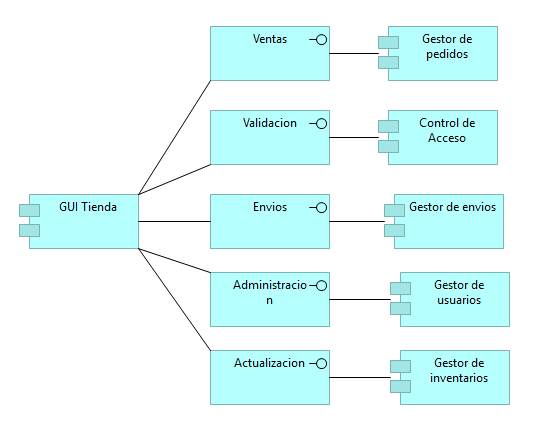 Ventas
Gestor de
pedidos
Validacion
Control de
Acceso
GUI Tienda
Envios
Gestor de envios
Administracio
n
Gestor de
usuarios
Actualizacion
Gestor de
inventarios